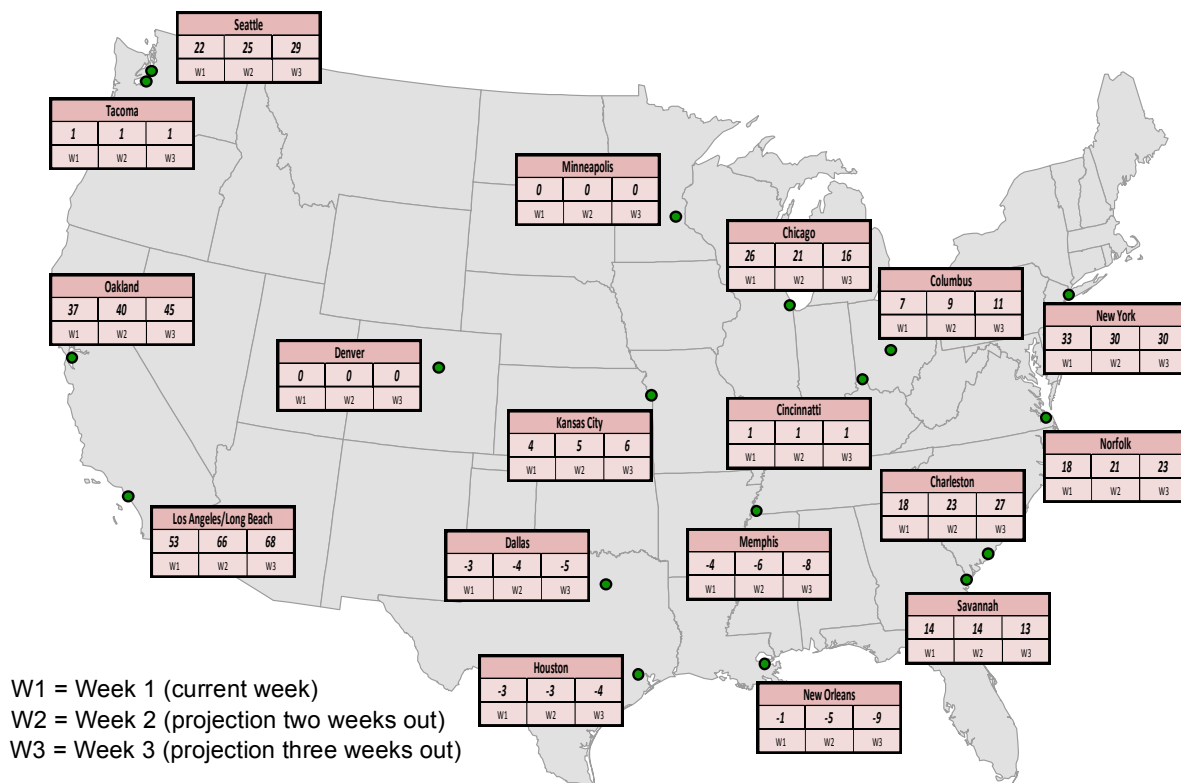 Seattle
22 25 29
W1 W2 W3
Tacoma
1 1 1
W1 W2 W3
Minneapolis
0 0 0
W1 W2 W3
Chicago
26 21 16
W1 W2 W3
Oakland
37 40 45
W1 W2 W3
Columbus
7 9 11
W1 W2 W3
New York
33 30 30
W1 W2 W3
Denver
0 0 0
W1 W2 W3
Kansas City
4 5 6
W1 W2 W3
Cincinnatti
1 1 1
W1 W2 W3
Norfolk
18 21 23
W1 W2 W3
Charleston
18 23 27
W1 W2 W3
Los Angeles/Long Beach
53 66 68
W1 W2 W3
Dallas
-3 -4 -5
W1 W2 W3
Memphis
-4 -6 -8
W1 W2 W3
Savannah
14 14 13
W1 W2 W3
Houston
-3 -3 -4
W1 W2 W3
New Orleans
-1 -5 -9
W1 W2 W3
W1 = Week 1 (current week)
W2 = Week 2 (projection two weeks out)
W3 = Week 3 (projection three weeks out)